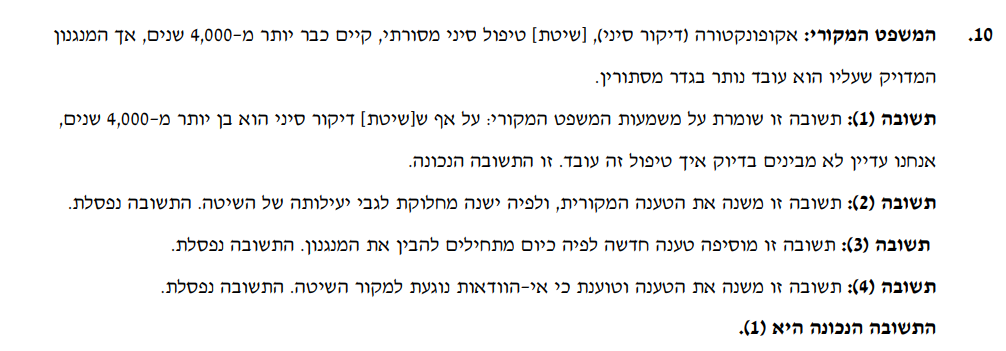 10. המשפט המקורי: אקופונקטורה (דיקור סיני), [שיטת] טיפול סיני מסורתי, קיים כבר יותר מ-4,000 שנים, אך המנגנון
המדויק שעליו הוא עובד נותר בגדר מסתורין.
תשובה (1): תשובה זו שומרת על משמעות המשפט המקורי: על אף ש[שיטת] דיקור סיני הוא בן יותר מ-4,000 שנים,
אנחנו עדיין לא מבינים בדיוק איך טיפול זה עובד. זו התשובה הנכונה.
תשובה (2): תשובה זו משנה את הטענה המקורית, ולפיה ישנה מחלוקת לגבי יעילותה של השיטה. התשובה נפסלת.
תשובה (3): תשובה זו מוסיפה טענה חדשה לפיה כיום מתחילים להבין את המנגנון. התשובה נפסלת.
תשובה (4): תשובה זו משנה את הטענה וטוענת כי אי-הוודאות נוגעת למקור השיטה. התשובה נפסלת.
התשובה הנכונה היא (1).